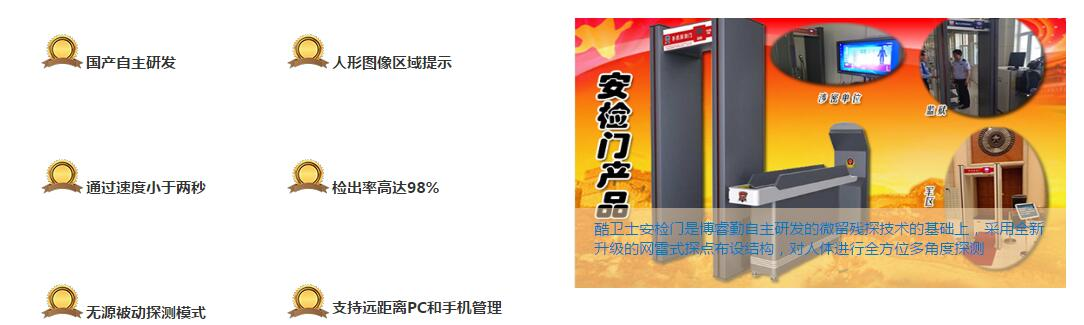 国产自主研发
人形图像区域提示
通过速度小于两秒
检出率高达98%
无源被动探测模式
支持远距离PC和手机管理
安检门产品
涉密单位
监狱
军区
酷卫士安检门是博睿勤自主研发的微留残探技术的基础上，采用全新
升级的网雷式探点布设结构，对人体进行全方位多角度探测